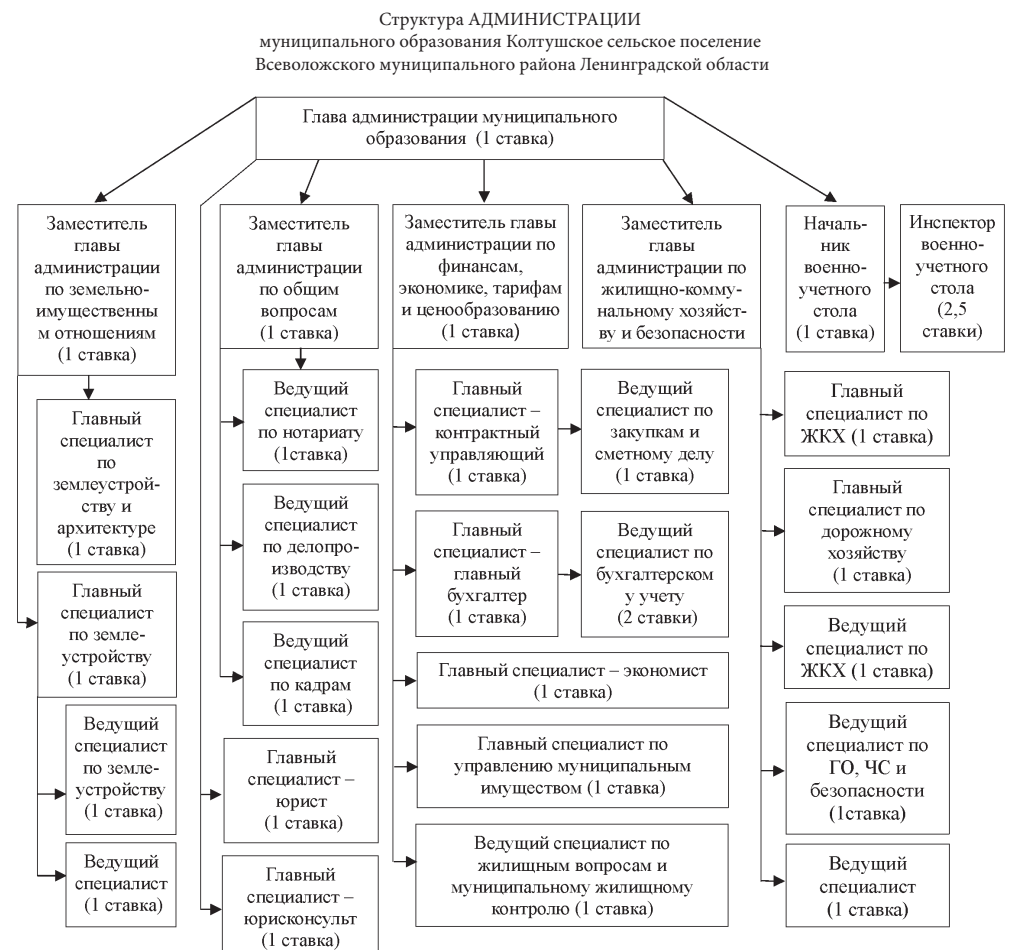 Структура АДМИНИСТРАЦИИ
муниципального образования Колтушское сельское поселение
Всеволожского муниципального района Ленинградской области
Глава администрации муниципального
образования (1 ставка)
Заместитель
главы
администрации
по земельно-
имущественны
м отношениям
(1 ставка)
Заместитель
главы
администрации
по общим
вопросам
(1 ставка)
Заместитель главы
администрации по
финансам,
экономике, тарифам
и ценообразованию
(1 ставка)
Заместитель
главы
администрации по
жилищно-комму-
нальному хозяйст-
ву и безопасности
Началь-
ник
военно-
учетного
стола
(1 ставка)
Инспектор
военно-
учетного
стола
(2,5
ставки)
Главный
специалист
по
землеустрой-
ству и
архитектуре
(1 ставка)
Главный
специалист
по земле-
устройству
(1 ставка)
Ведущий
специалист
по земле-
устройству
(1 ставка)
Ведущий
специалист
(1 ставка)
Ведущий
специалист
по нотариату
(1ставка)
Ведущий
специалист
по делопро-
изводству
(1 ставка)
Ведущий
специалист
по кадрам
(1 ставка)
Главный
специалист –
юрист
(1 ставка)
Главный
специалист –
юрисконсульт
(1 ставка)
Главный
специалист –
контрактный
управляющий
(1 ставка)
Ведущий
специалист по
закупкам и
сметному делу
(1 ставка)
Главный
специалист –
главный
бухгалтер
(1 ставка)
Ведущий
специалист по
бухгалтерском
у учету
(2 ставки)
Главный специалист – экономист
(1 ставка)
Главный специалист по
управлению муниципальным
имуществом (1 ставка)
Ведущий специалист по
жилищным вопросам и
муниципальному жилищному
контролю (1 ставка)
Главный
специалист по
ЖКХ (1 ставка)
Главный
специалист по
дорожному
хозяйству
(1 ставка)
Ведущий
специалист по
ЖКХ (1 ставка)
Ведущий
специалист по
ГО, ЧС и
безопасности
(1ставка)
Ведущий
специалист
(1 ставка)